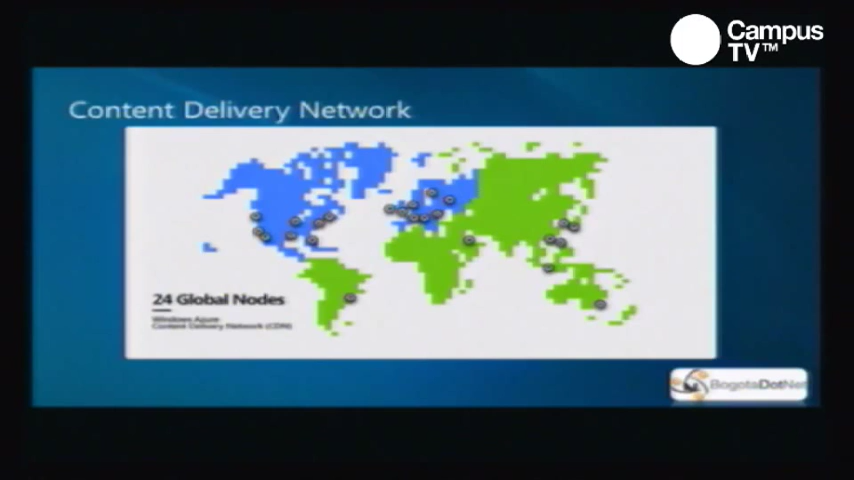 Campus
TV™
Content Delivery Network
24 Global Nodes
Windows Azure
Content Delivery Network (CDN)
BogotaDotNet